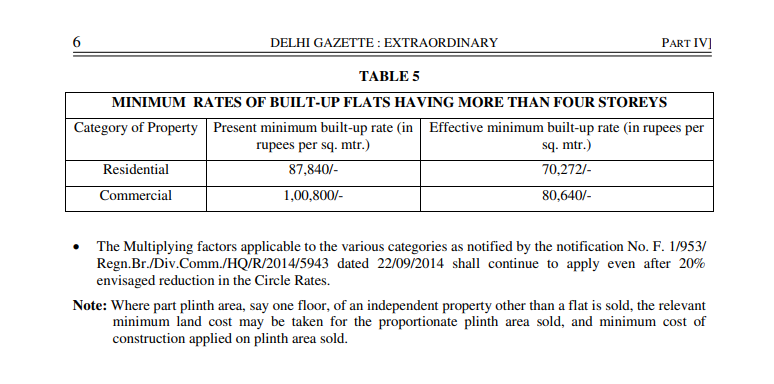 6 DELHI GAZETTE : EXTRAORDINARY PART IV]
TABLE 5
MINIMUM RATES OF BUILT-UP FLATS HAVING MORE THAN FOUR STOREYS
Category of Property Present minimum built-up rate (in Effective minimum built-up rate (in rupees per
rupees per sq. mtr.) sq. mtr.)
Residential 87,840/- 70,272/-
Commercial 1,00,800/- 80,640/-
• The Multiplying factors applicable to the various categories as notified by the notification No. F. 1/953/
Regn.Br./Div.Comm./HQ/R/2014/5943 dated 22/09/2014 shall continue to apply even after 20%
envisaged reduction in the Circle Rates.
Note: Where part plinth area, say one floor, of an independent property other than a flat is sold, the relevant
minimum land cost may be taken for the proportionate plinth area sold, and minimum cost of
construction applied on plinth area sold.